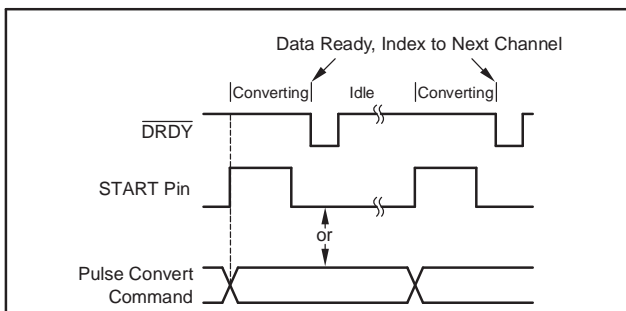 Data Ready, Index to Next Channel
Converting Idle Converting
DRDY
START Pin
or
Pulse Convert
Command